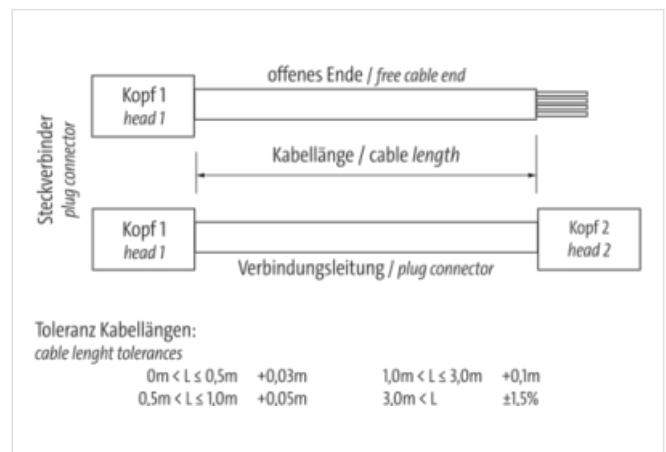 offenes Ende / free cable end
Kopf 1
head 1
Steckverbinder
plug connector
Kabellänge / cable length
Kopf 1
head 1
Kopf 2
head 2
Verbindungsleitung / plug connector
Toleranz Kabellängen:
cable lenght tolerances
0m < L ≤ 0,5m +0,03m 1,0m < L ≤ 3,0m +0,1m
0,5m < L ≤ 1,0m +0,05m 3,0m < L ±1,5%